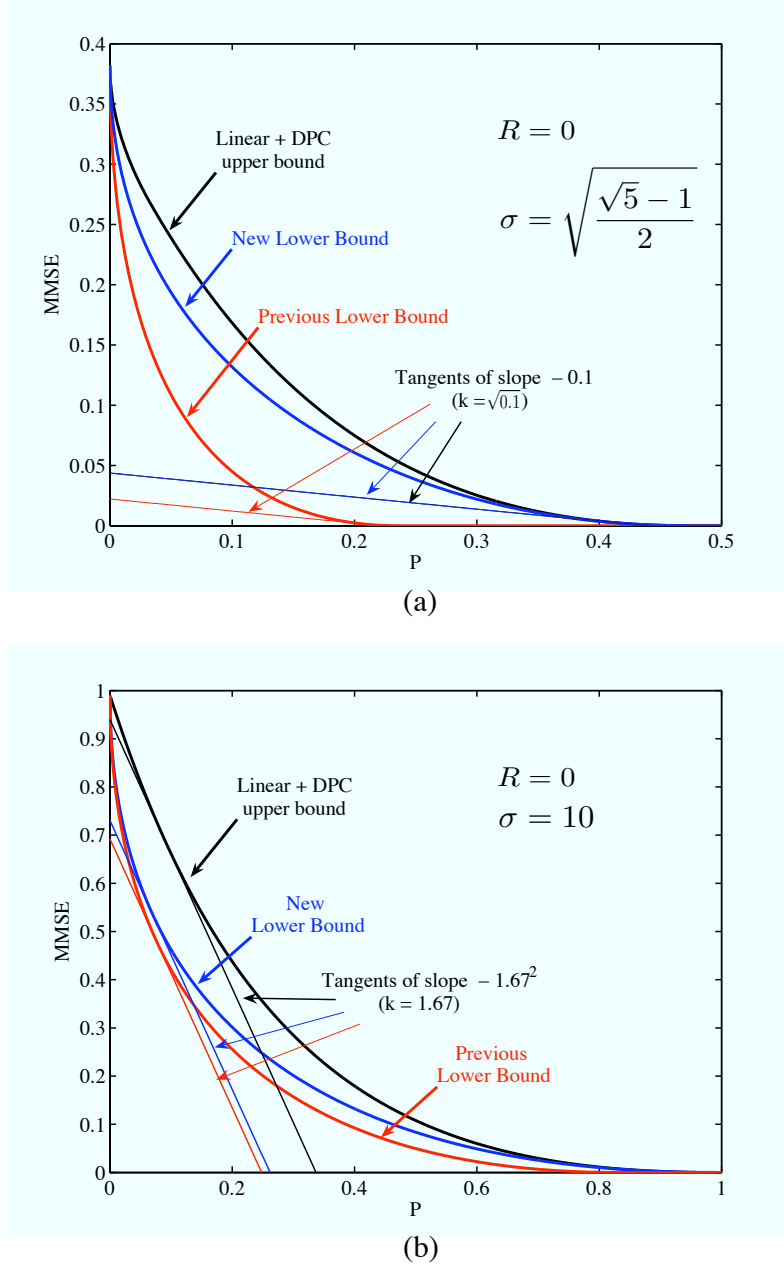 0.4
0.35
0.3
0.25
0.2
0.15
0.1
0.05
0
MMSE
Linear + DPC
upper bound
New Lower Bound
Previous Lower Bound
Tangents of slope – 0.1
(k = √0.1)
R = 0
σ = √((√5 − 1)/2)
0 0.1 0.2 0.3 0.4 0.5
P
(a)
1
0.9
0.8
0.7
0.6
0.5
0.4
0.3
0.2
0.1
0
MMSE
Linear + DPC
upper bound
New
Lower Bound
Tangents of slope – 1.67²
(k = 1.67)
Previous
Lower Bound
R = 0
σ = 10
0 0.2 0.4 0.6 0.8 1
P
(b)